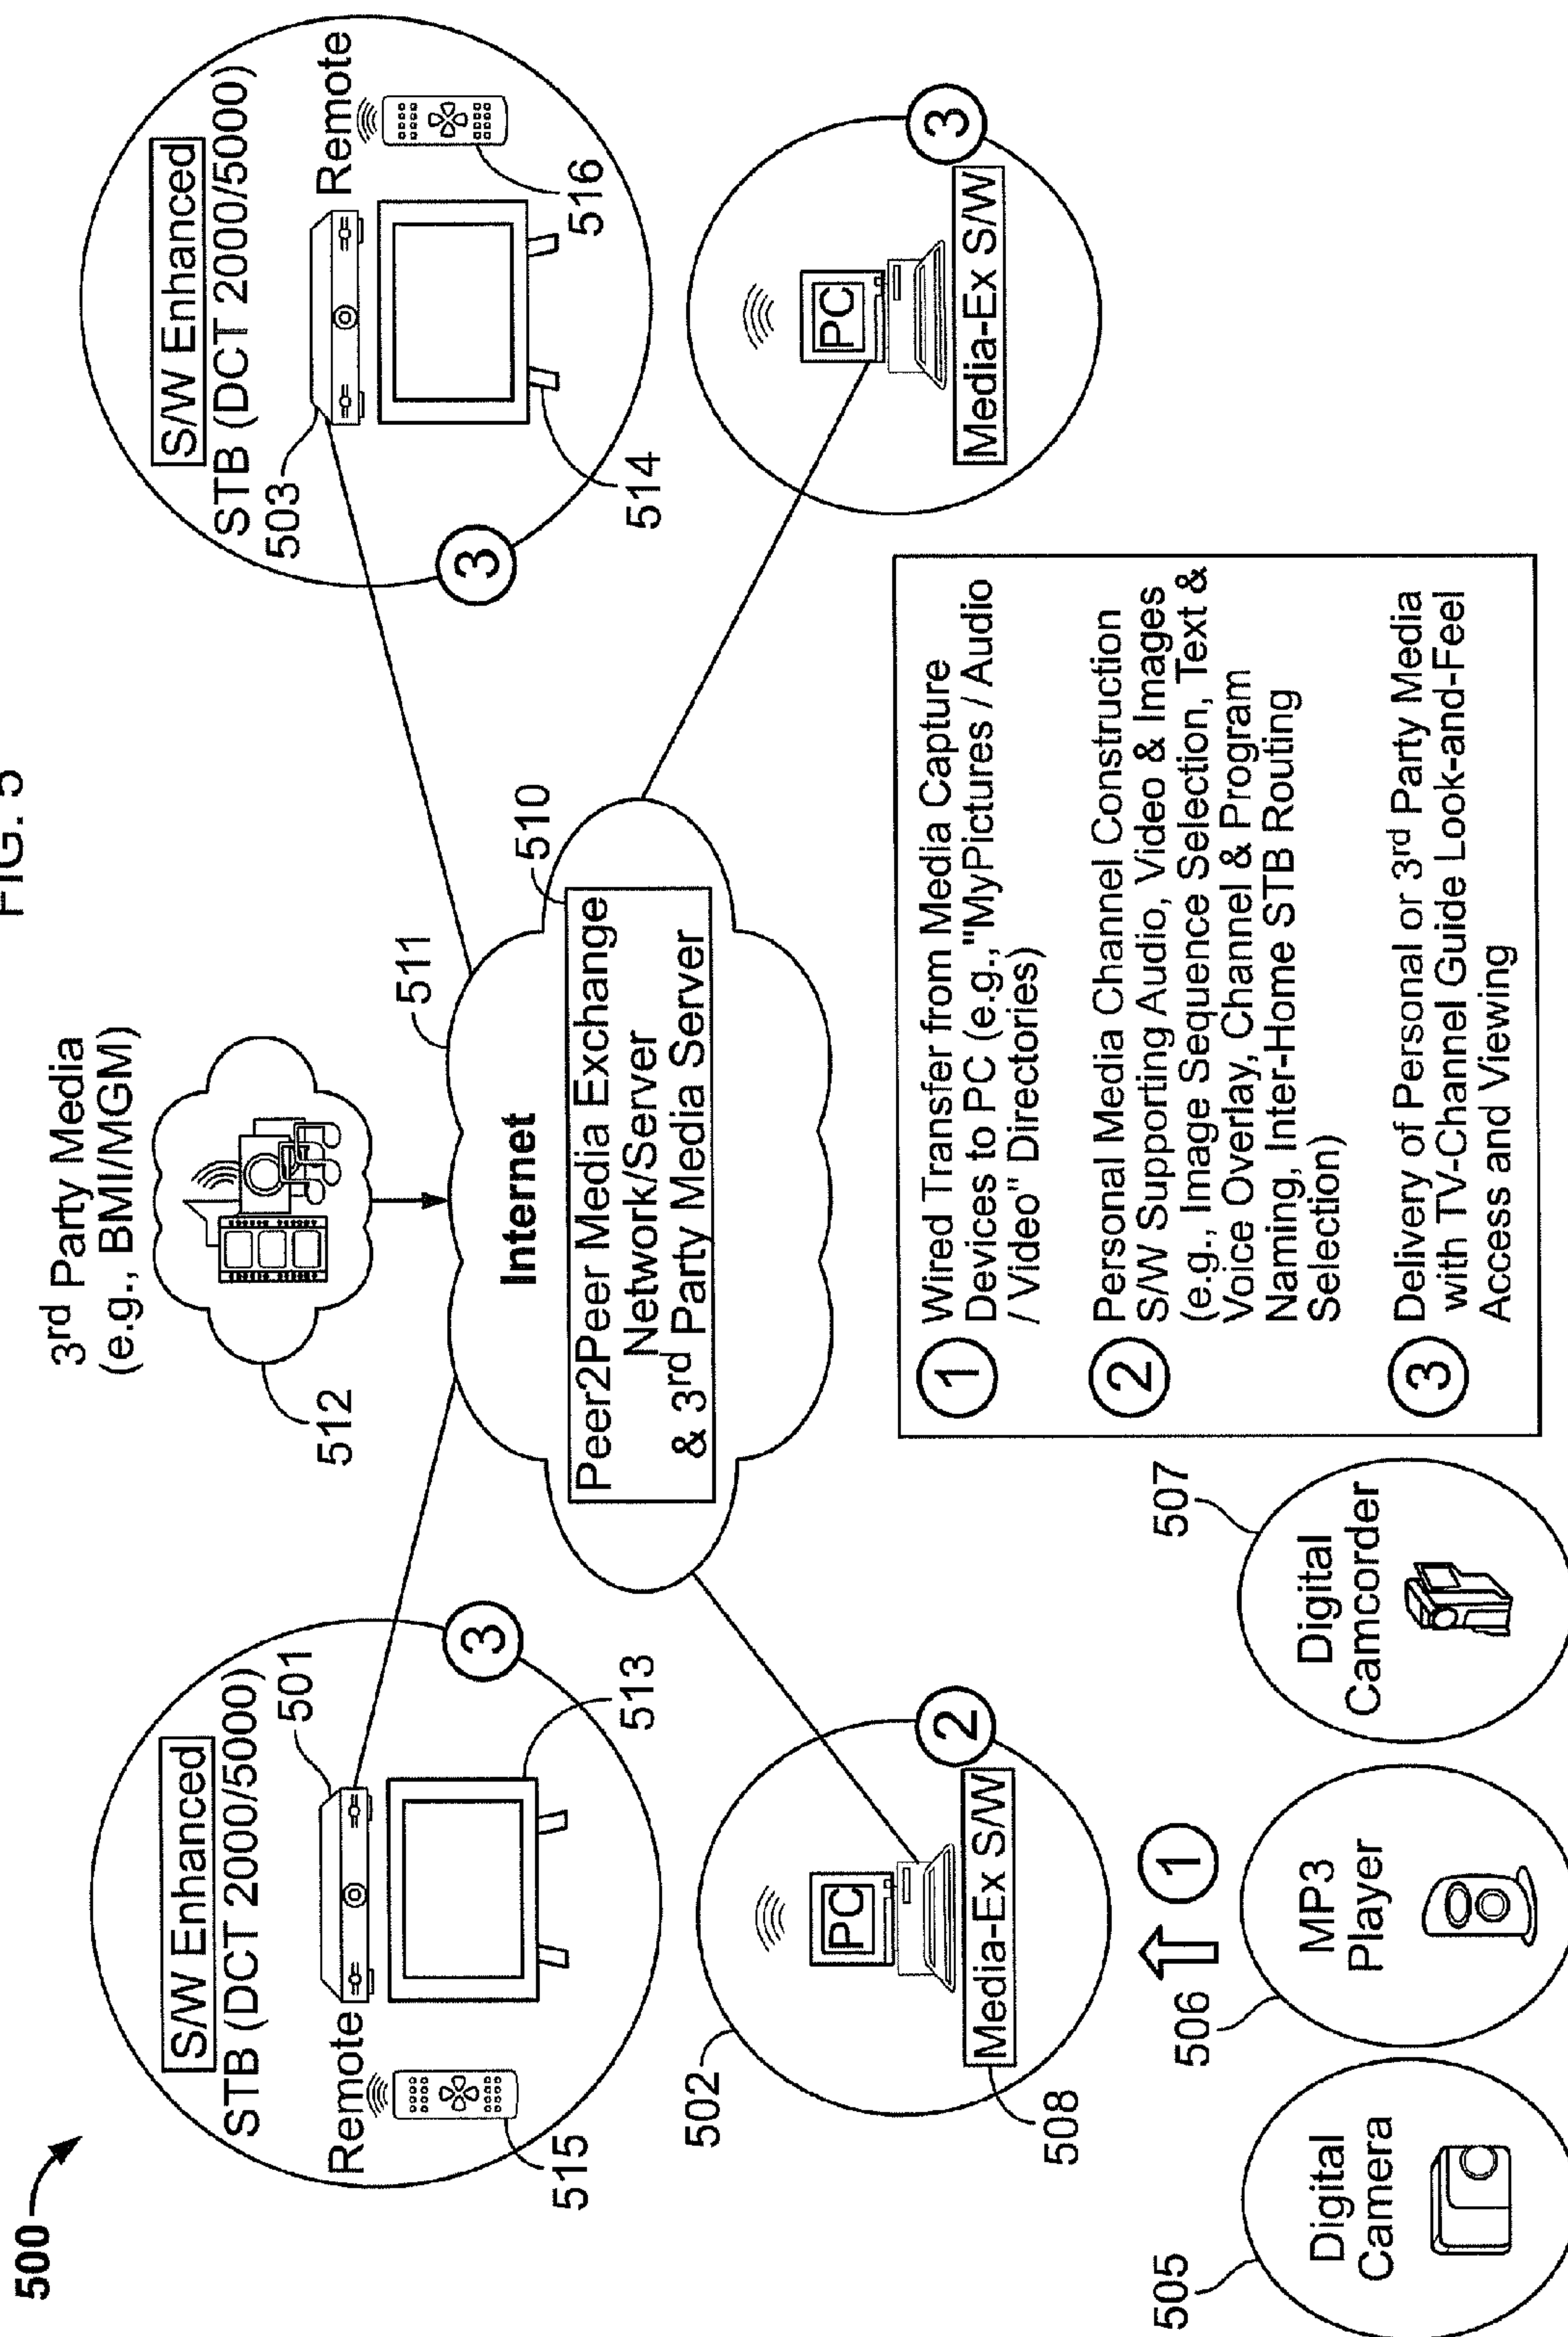 FIG. 5
500
3rd Party Media
(e.g., BMI/MGM)
512
S/W Enhanced
STB (DCT 2000/5000)
Remote
501
515
513
3
511
Internet
510
Peer2Peer Media Exchange
Network/Server
& 3rd Party Media Server
S/W Enhanced
STB (DCT 2000/5000)
503
Remote
514
516
3
502
PC
2
Media-Ex S/W
508
PC
3
Media-Ex S/W
1
505
Digital
Camera
506
MP3
Player
507
Digital
Camcorder
1 Wired Transfer from Media Capture
Devices to PC (e.g.,"MyPictures / Audio
/ Video" Directories)
2 Personal Media Channel Construction
S/W Supporting Audio, Video & Images
(e.g., Image Sequence Selection, Text &
Voice Overlay, Channel & Program
Naming, Inter-Home STB Routing
Selection)
3 Delivery of Personal or 3rd Party Media
with TV-Channel Guide Look-and-Feel
Access and Viewing